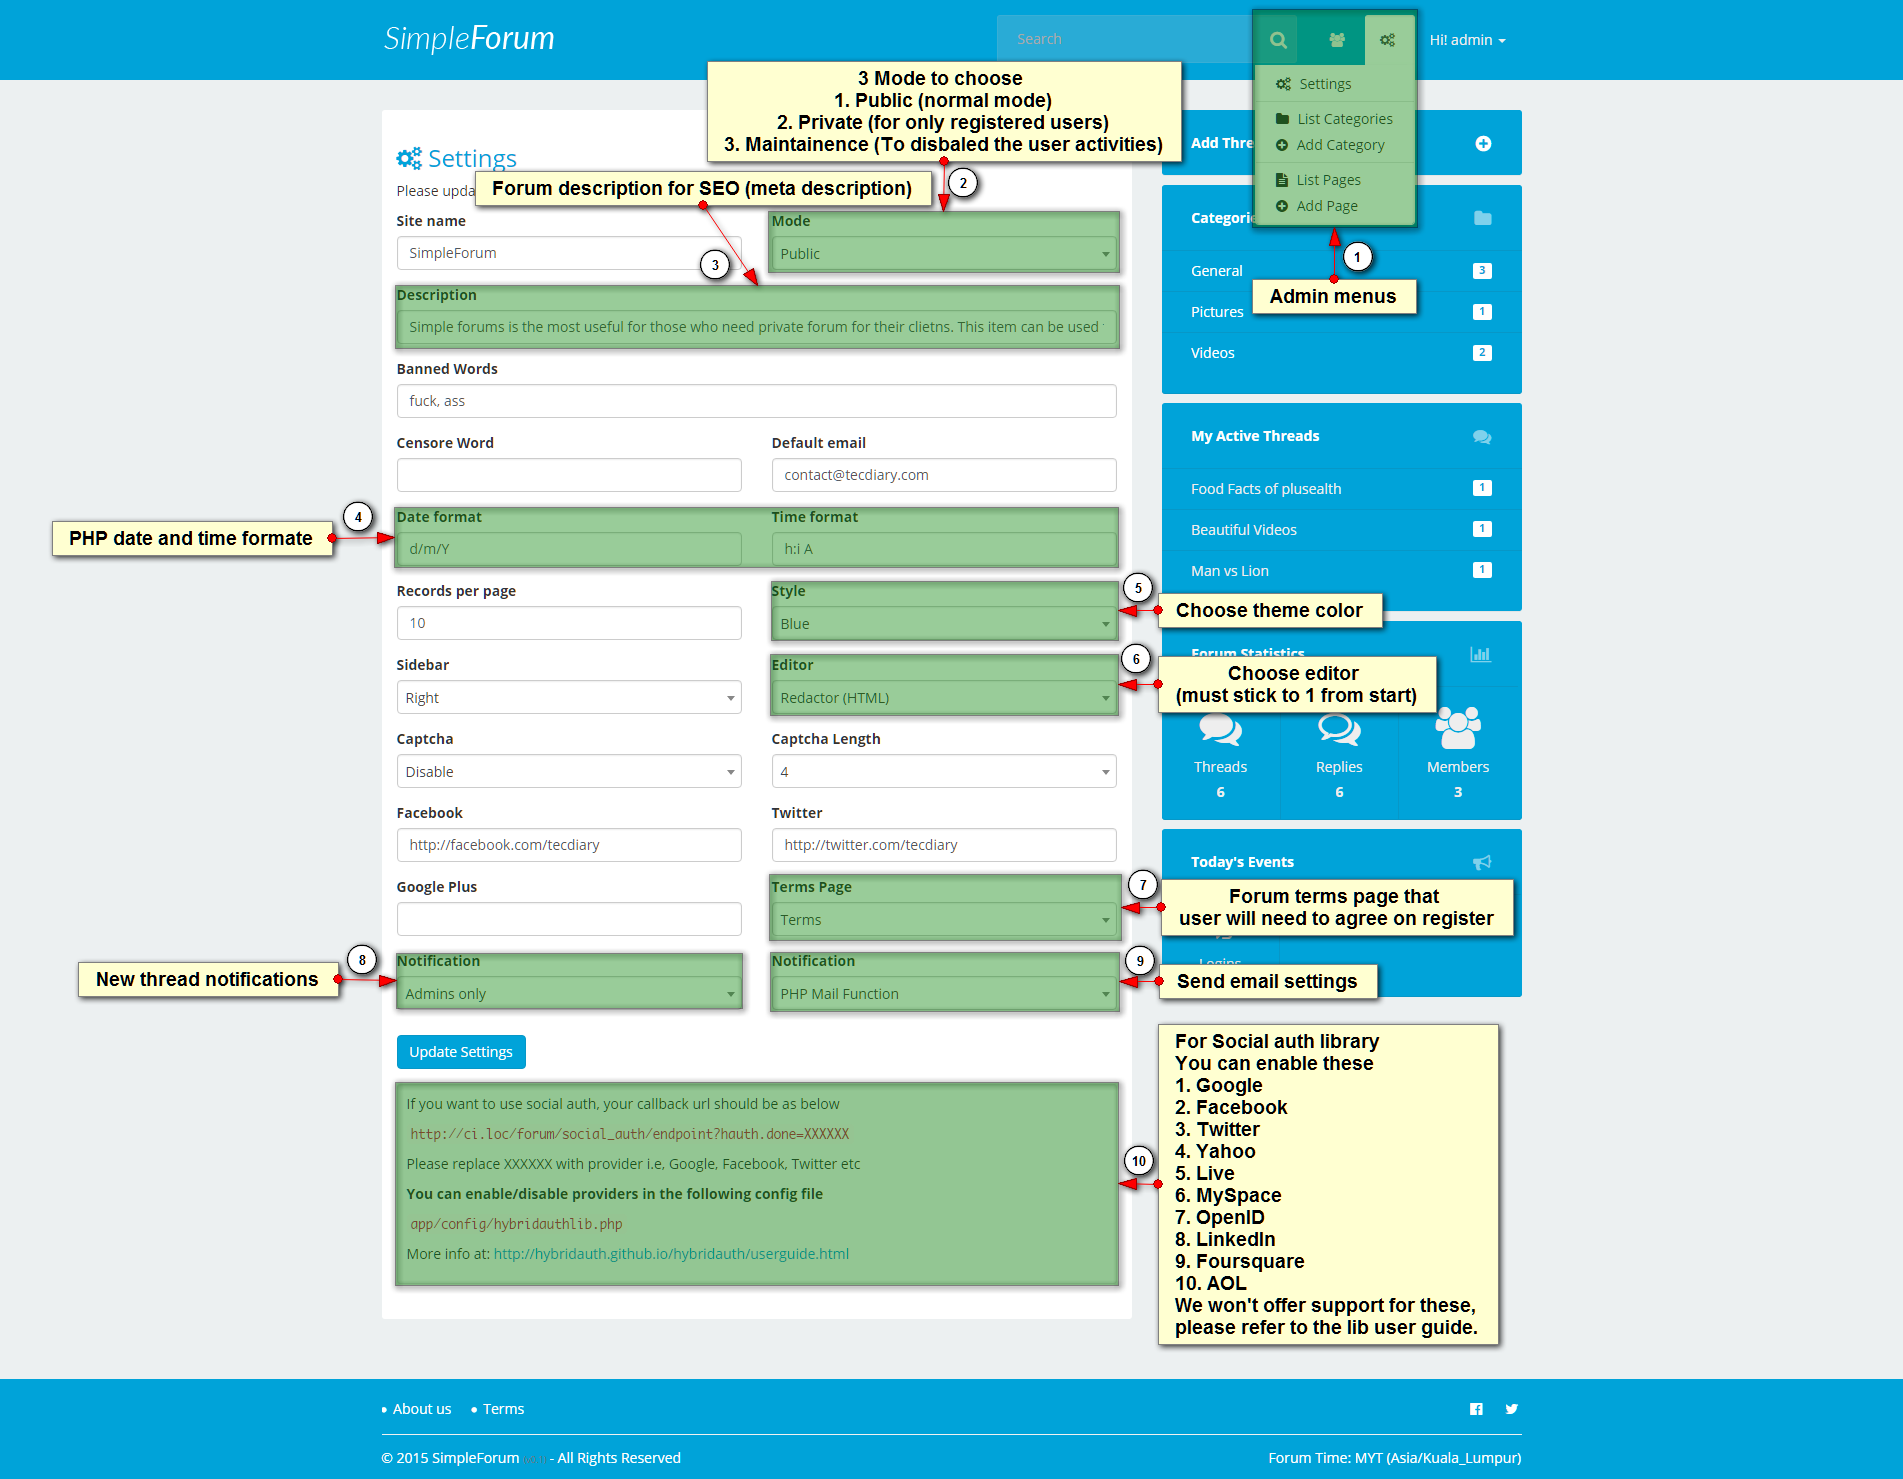 SimpleForum
Search
Hi! admin
Settings
List Categories
Add Category
List Pages
Add Page
1
Admin menus
3 Mode to choose
1. Public (normal mode)
2. Private (for only registered users)
3. Maintainence (To disbaled the user activities)
2
Settings
Please upda
Forum description for SEO (meta description)
3
Site name
SimpleForum
Mode
Public
Description
Simple forums is the most useful for those who need private forum for their clietns. This item can be used
Banned Words
fuck, ass
Censore Word
Default email
contact@tecdiary.com
PHP date and time formate
4
Date format
d/m/Y
Time format
h:i A
Records per page
10
Style
Blue
5
Choose theme color
Sidebar
Right
Editor
Redactor (HTML)
6
Choose editor
(must stick to 1 from start)
Captcha
Disable
Captcha Length
4
Facebook
http://facebook.com/tecdiary
Twitter
http://twitter.com/tecdiary
Google Plus
Terms Page
Terms
7
Forum terms page that
user will need to agree on register
New thread notifications
8
Notification
Admins only
Notification
PHP Mail Function
9
Send email settings
Update Settings
If you want to use social auth, your callback url should be as below
http://ci.loc/forum/social_auth/endpoint?hauth.done=XXXXXX
Please replace XXXXXX with provider i.e, Google, Facebook, Twitter etc
You can enable/disable providers in the following config file
app/config/hybridauthlib.php
More info at: http://hybridauth.github.io/hybridauth/userguide.html
10
For Social auth library
You can enable these
1. Google
2. Facebook
3. Twitter
4. Yahoo
5. Live
6. MySpace
7. OpenID
8. LinkedIn
9. Foursquare
10. AOL
We won't offer support for these,
please refer to the lib user guide.
Add Thre
Categorie
General 3
Pictures 1
Videos 2
My Active Threads
Food Facts of plusealth 1
Beautiful Videos 1
Man vs Lion 1
Forum Statistics
Threads
6
Replies
6
Members
3
Today's Events
Logins
About us
Terms
© 2015 SimpleForum - All Rights Reserved
Forum Time: MYT (Asia/Kuala_Lumpur)